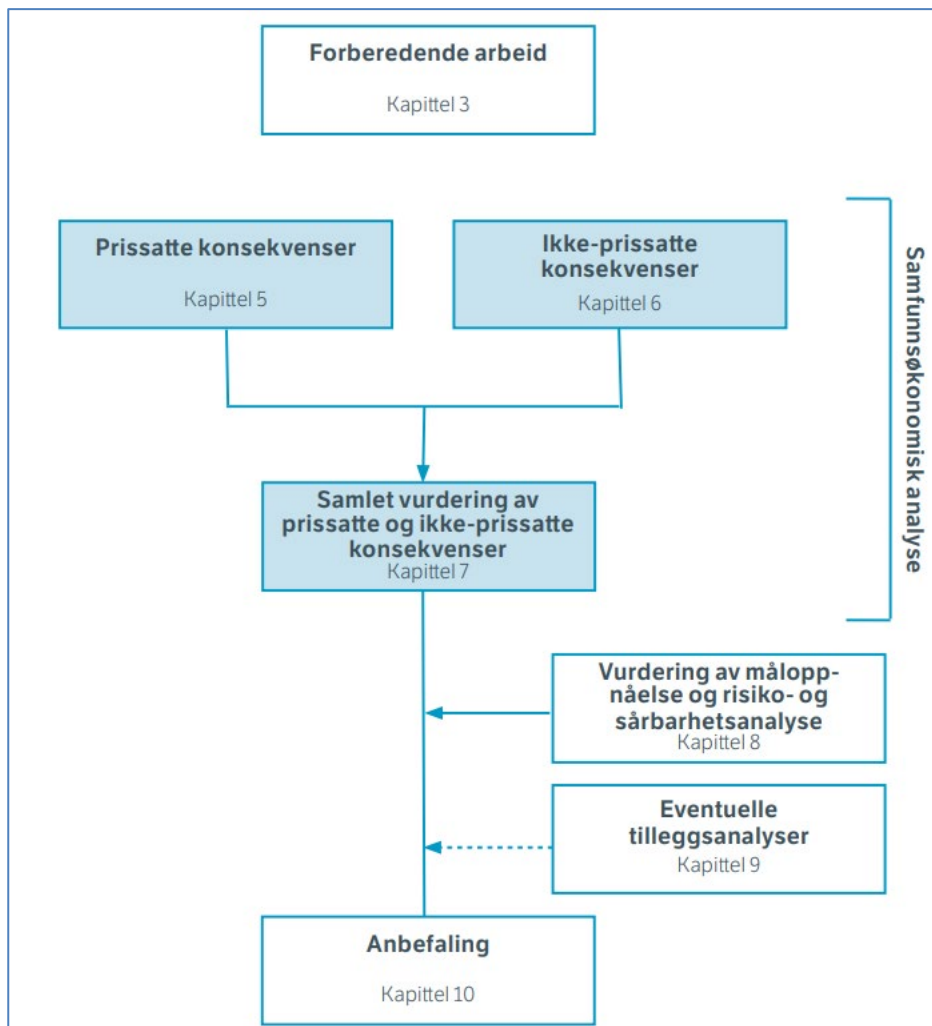 Forberedende arbeid
Kapittel 3
Prissatte konsekvenser
Kapittel 5
Ikke-prissatte
konsekvenser
Kapittel 6
Samfunnsøkonomisk analyse
Samlet vurdering av
prissatte og ikke-prissatte
konsekvenser
Kapittel 7
Vurdering av målopp-
nåelse og risiko- og
sårbarhetsanalyse
Kapittel 8
Eventuelle
tilleggsanalyser
Kapittel 9
Anbefaling
Kapittel 10